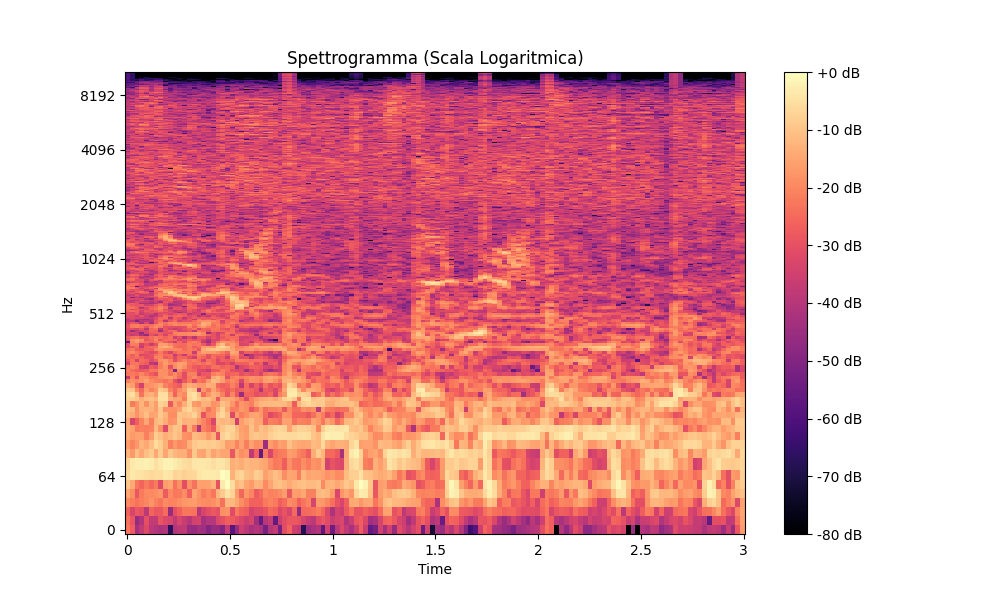 Spettrogramma (Scala Logaritmica)
Hz
8192
4096
2048
1024
512
256
128
64
0
0
0.5
1
1.5
2
2.5
3
Time
+0 dB
-10 dB
-20 dB
-30 dB
-40 dB
-50 dB
-60 dB
-70 dB
-80 dB